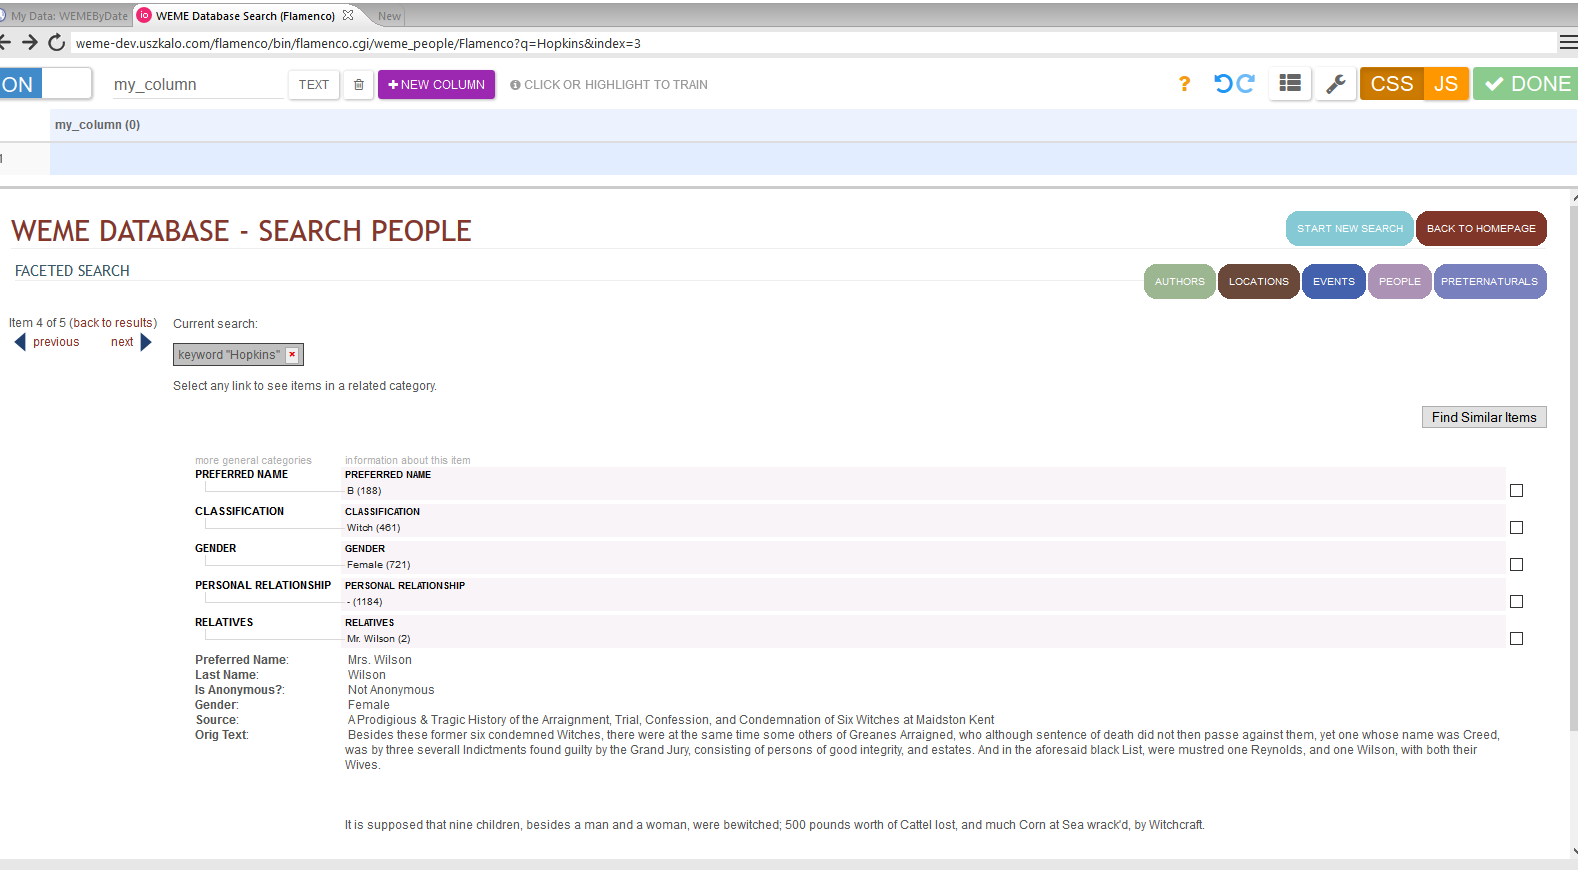 My Data: WEMEByDate
io WEME Database Search (Flamenco)
New
weme-dev.uszkalo.com/flamenco/bin/flamenco.cgi/weme_people/Flamenco?q=Hopkins&index=3
ON my_column TEXT +NEW COLUMN CLICK OR HIGHLIGHT TO TRAIN ? CSS JS DONE
my_column (0)
1
WEME DATABASE - SEARCH PEOPLE
START NEW SEARCH BACK TO HOMEPAGE
FACETED SEARCH
AUTHORS LOCATIONS EVENTS PEOPLE PRETERNATURALS
Item 4 of 5 (back to results)
previous next
Current search:
keyword "Hopkins" ×
Select any link to see items in a related category.
Find Similar Items
more general categories information about this item
PREFERRED NAME PREFERRED NAME
B (188)
CLASSIFICATION CLASSIFICATION
Witch (461)
GENDER GENDER
Female (721)
PERSONAL RELATIONSHIP PERSONAL RELATIONSHIP
- (1184)
RELATIVES RELATIVES
Mr. Wilson (2)
Preferred Name: Mrs. Wilson
Last Name: Wilson
Is Anonymous?: Not Anonymous
Gender: Female
Source: A Prodigious & Tragic History of the Arraignment, Trial, Confession, and Condemnation of Six Witches at Maidston Kent
Orig Text: Besides these former six condemned Witches, there were at the same time some others of Greanes Arraigned, who although sentence of death did not then passe against them, yet one whose name was Creed,
was by three severall Indictments found guilty by the Grand Jury, consisting of persons of good integrity, and estates. And in the aforesaid black List, were mustred one Reynolds, and one Wilson, with both their
Wives.
It is supposed that nine children, besides a man and a woman, were bewitched; 500 pounds worth of Cattel lost, and much Corn at Sea wrack'd, by Witchcraft.